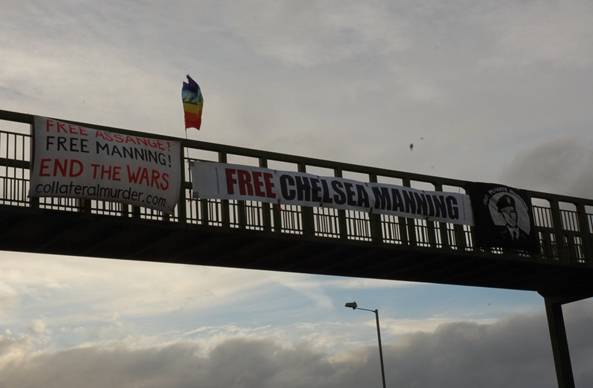 FREE ASSANGE!
FREE MANNING!
END THE WARS
collateralmurder.com
FREE CHELSEA MANNING